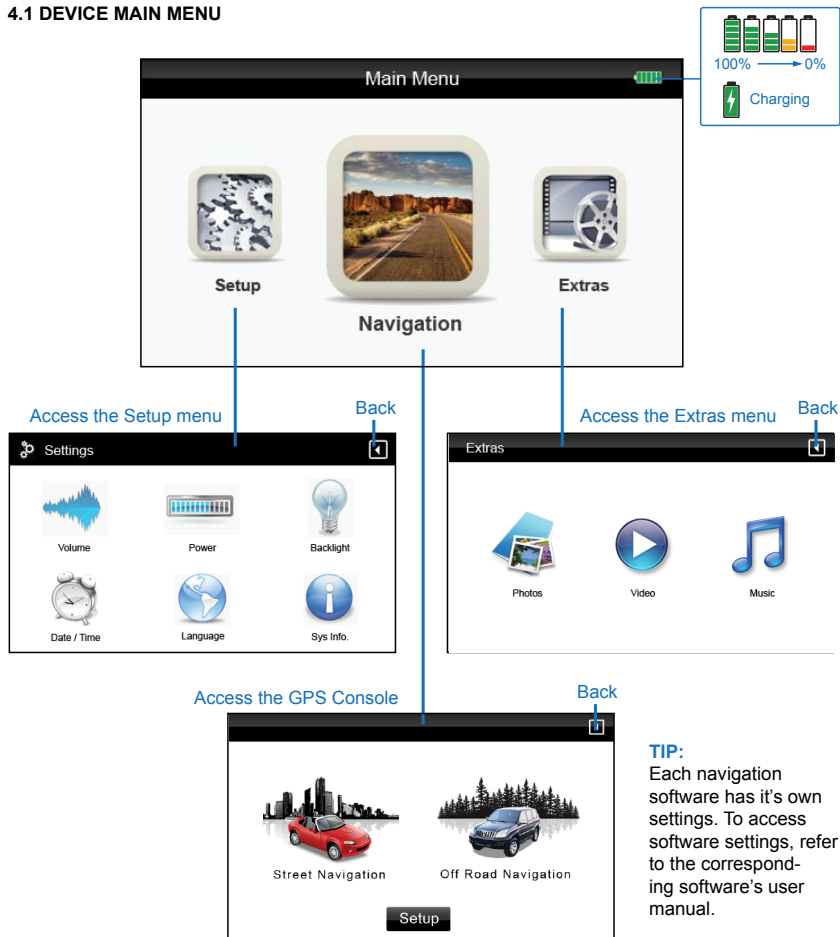 4.1 DEVICE MAIN MENU
100% 0%
Charging
Main Menu
Setup
Navigation
Extras
Access the Setup menu
Back
Settings
Volume
Power
Backlight
Date / Time
Language
Sys Info.
Access the Extras menu
Back
Extras
Photos
Video
Music
Access the GPS Console
Back
Street Navigation
Off Road Navigation
Setup
TIP:
Each navigation
software has it's own
settings. To access
software settings, refer
to the correspond-
ing software's user
manual.